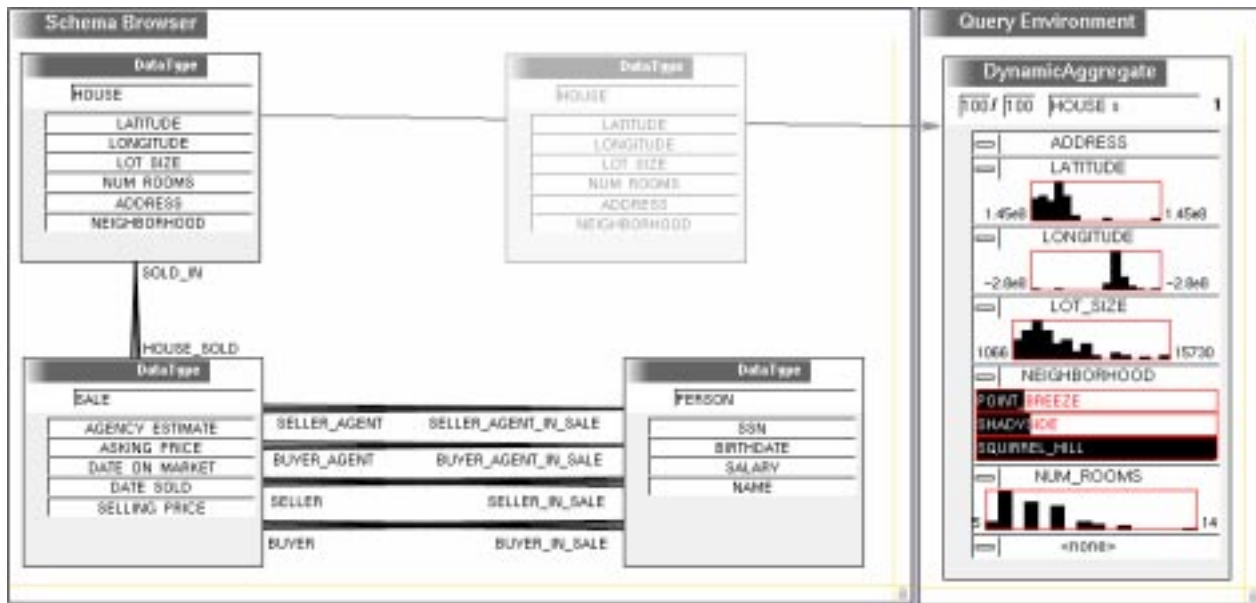 Schema Browser
DataType
HOUSE
LATITUDE
LONGITUDE
LOT SIZE
NUM ROOMS
ADDRESS
NEIGHBORHOOD
DataType
HOUSE
LATITUDE
LONGITUDE
LOT SIZE
NUM ROOMS
ADDRESS
NEIGHBORHOOD
SOLD_IN
HOUSE_SOLD
DataType
SALE
AGENCY ESTIMATE
ASKING PRICE
DATE ON MARKET
DATE SOLD
SELLING PRICE
SELLER_AGENT SELLER_AGENT_IN_SALE
BUYER_AGENT BUYER_AGENT_IN_SALE
SELLER SELLER_IN_SALE
BUYER BUYER_IN_SALE
DataType
PERSON
SSN
BIRTHDATE
SALARY
NAME
Query Environment
DynamicAggregate
100/ 100 HOUSE s 1
ADDRESS
LATITUDE
1.45e8 1.45e8
LONGITUDE
-2.8e8 -2.8e8
LOT_SIZE
1066 15730
NEIGHBORHOOD
POINT_BREEZE
SHADYSIDE
SQUIRREL_HILL
NUM_ROOMS
5 14
<none>